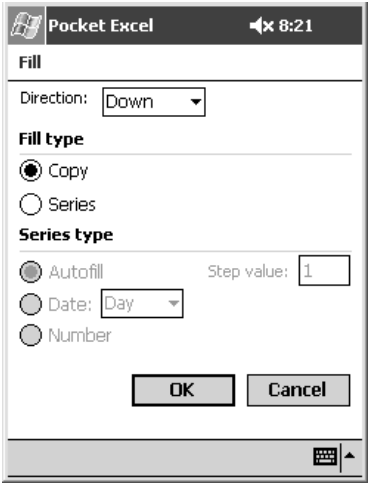 Pocket Excel 8:21
Fill
Direction: Down
Fill type
Copy
Series
Series type
Autofill Step value: 1
Date: Day
Number
OK Cancel